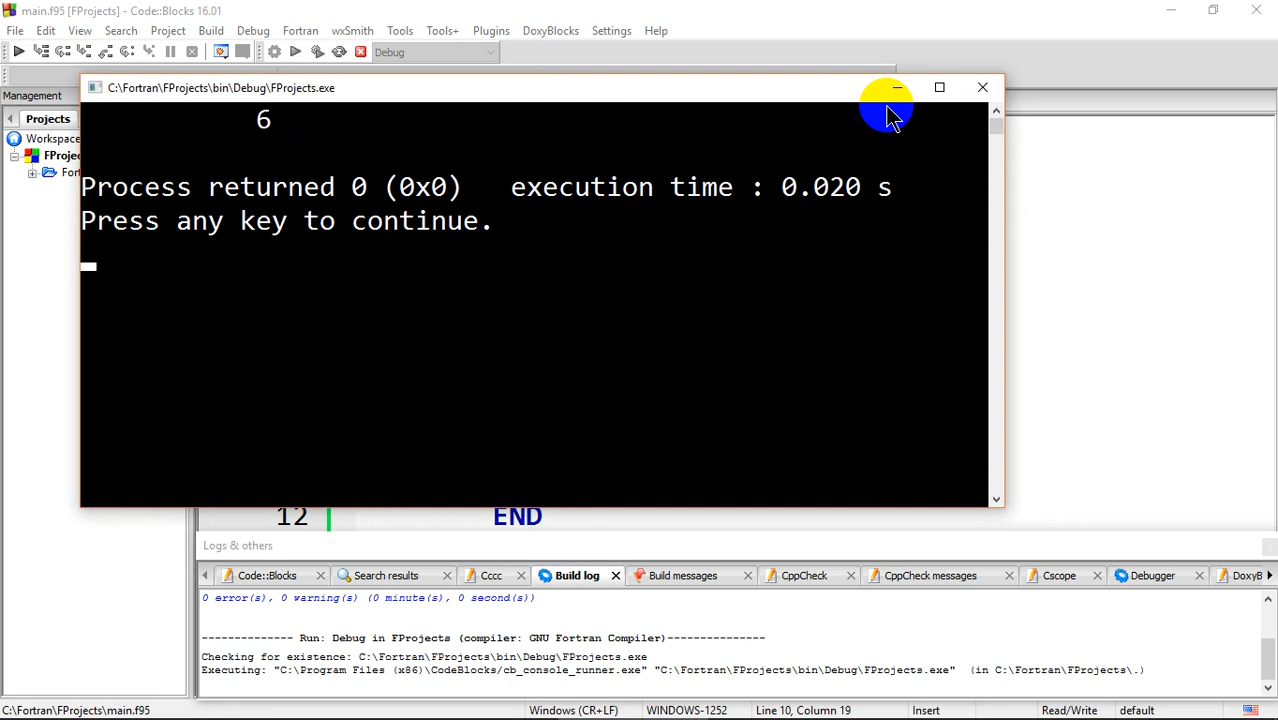 main.f95 [FProjects] - Code::Blocks 16.01
File Edit View Search Project Build Debug Fortran wxSmith Tools Tools+ Plugins DoxyBlocks Settings Help
Debug
C:\Fortran\FProjects\bin\Debug\FProjects.exe
Management
Projects
Workspace
FProjec
For
6
Process returned 0 (0x0)   execution time : 0.020 s
Press any key to continue.
12 END
Logs & others
Code::Blocks Search results Cccc Build log Build messages CppCheck CppCheck messages Cscope Debugger DoxyB
0 error(s), 0 warning(s) (0 minute(s), 0 second(s))
-------------- Run: Debug in FProjects (compiler: GNU Fortran Compiler)---------------
Checking for existence: C:\Fortran\FProjects\bin\Debug\FProjects.exe
Executing: "C:\Program Files (x86)\CodeBlocks/cb_console_runner.exe" "C:\Fortran\FProjects\bin\Debug\FProjects.exe"  (in C:\Fortran\FProjects\.)
C:\Fortran\FProjects\main.f95 Windows (CR+LF) WINDOWS-1252 Line 10, Column 19 Insert Read/Write default